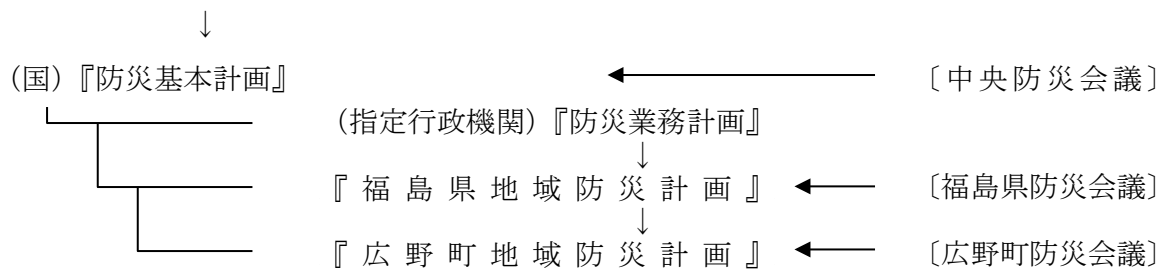 ↓
(国)『防災基本計画』 〔中央防災会議〕
(指定行政機関)『防災業務計画』
↓
『福島県地域防災計画』 〔福島県防災会議〕
↓
『広野町地域防災計画』 〔広野町防災会議〕